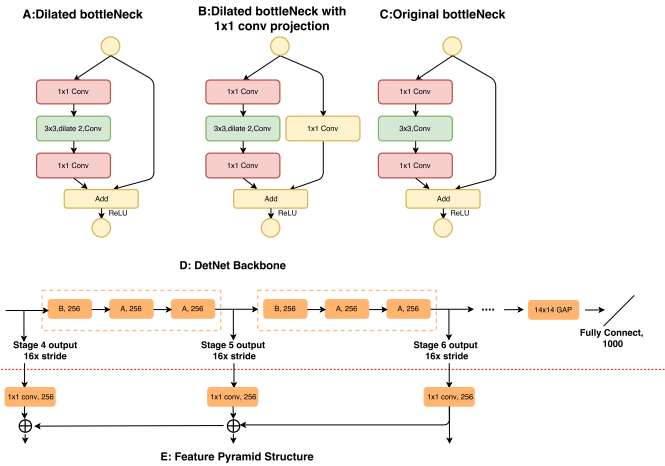 A:Dilated bottleNeck
B:Dilated bottleNeck with
1x1 conv projection
C:Original bottleNeck
1x1 Conv
3x3,dilate 2,Conv
1x1 Conv
Add
ReLU
1x1 Conv
3x3,dilate 2,Conv
1x1 Conv
1x1 Conv
Add
ReLU
1x1 Conv
3x3,Conv
1x1 Conv
Add
ReLU
D: DetNet Backbone
B, 256
A, 256
A, 256
B, 256
A, 256
A, 256
14x14 GAP
Fully Connect,
1000
Stage 4 output
16x stride
Stage 5 output
16x stride
Stage 6 output
16x stride
1x1 conv, 256
1x1 conv, 256
1x1 conv, 256
E: Feature Pyramid Structure